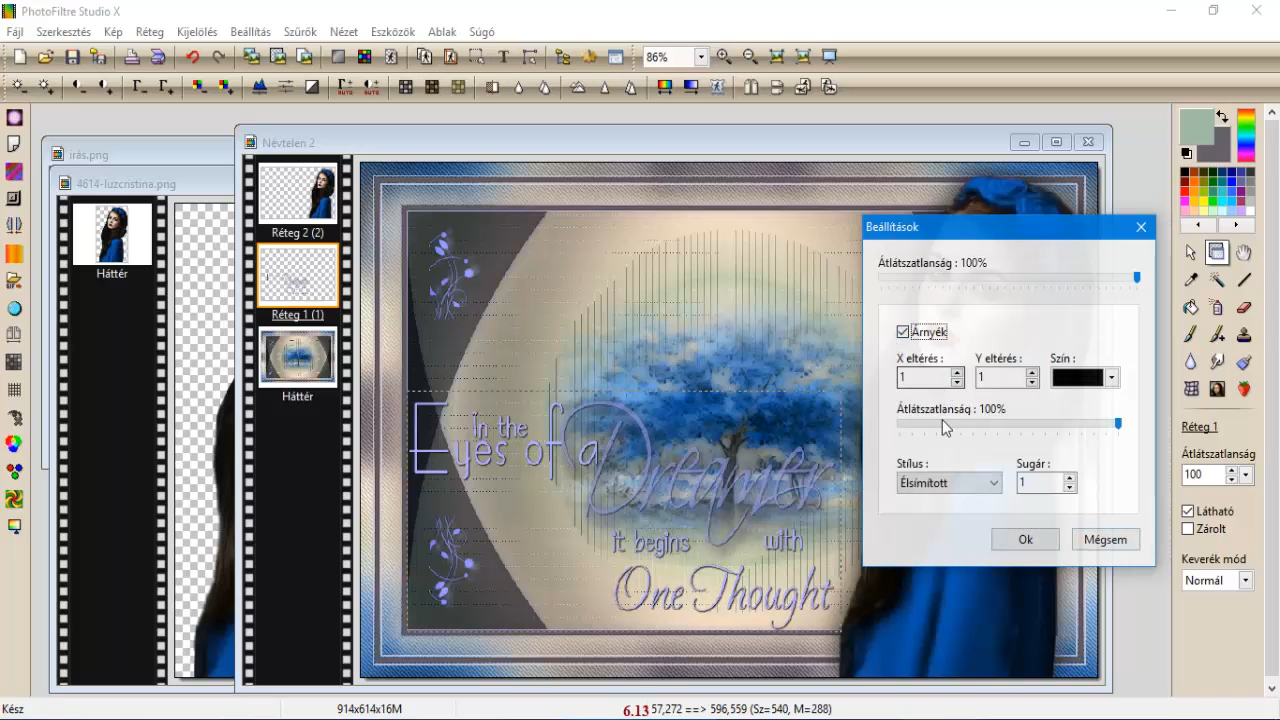 PhotoFiltre Studio X
Fájl Szerkesztés Kép Réteg Kijelölés Beállítás Szűrők Nézet Eszközök Ablak Súgó
86%
írás.png
4614-luzcristina.png
Háttér
Névtelen 2
Réteg 2 (2)
Réteg 1 (1)
Háttér
in the
Eyes of a Dreamer
it begins with
One Thought
Beállítások
Átlátszatlanság : 100%
Árnyék
X eltérés : Y eltérés : Szín :
1 1
Átlátszatlanság : 100%
Stílus : Sugár :
Élsímított 1
Ok Mégsem
Réteg 1
Átlátszatlanság
100
Látható
Zárolt
Keverék mód
Normál
Kész 914x614x16M 6.13 57,272 ==> 596,559 (Sz=540, M=288)